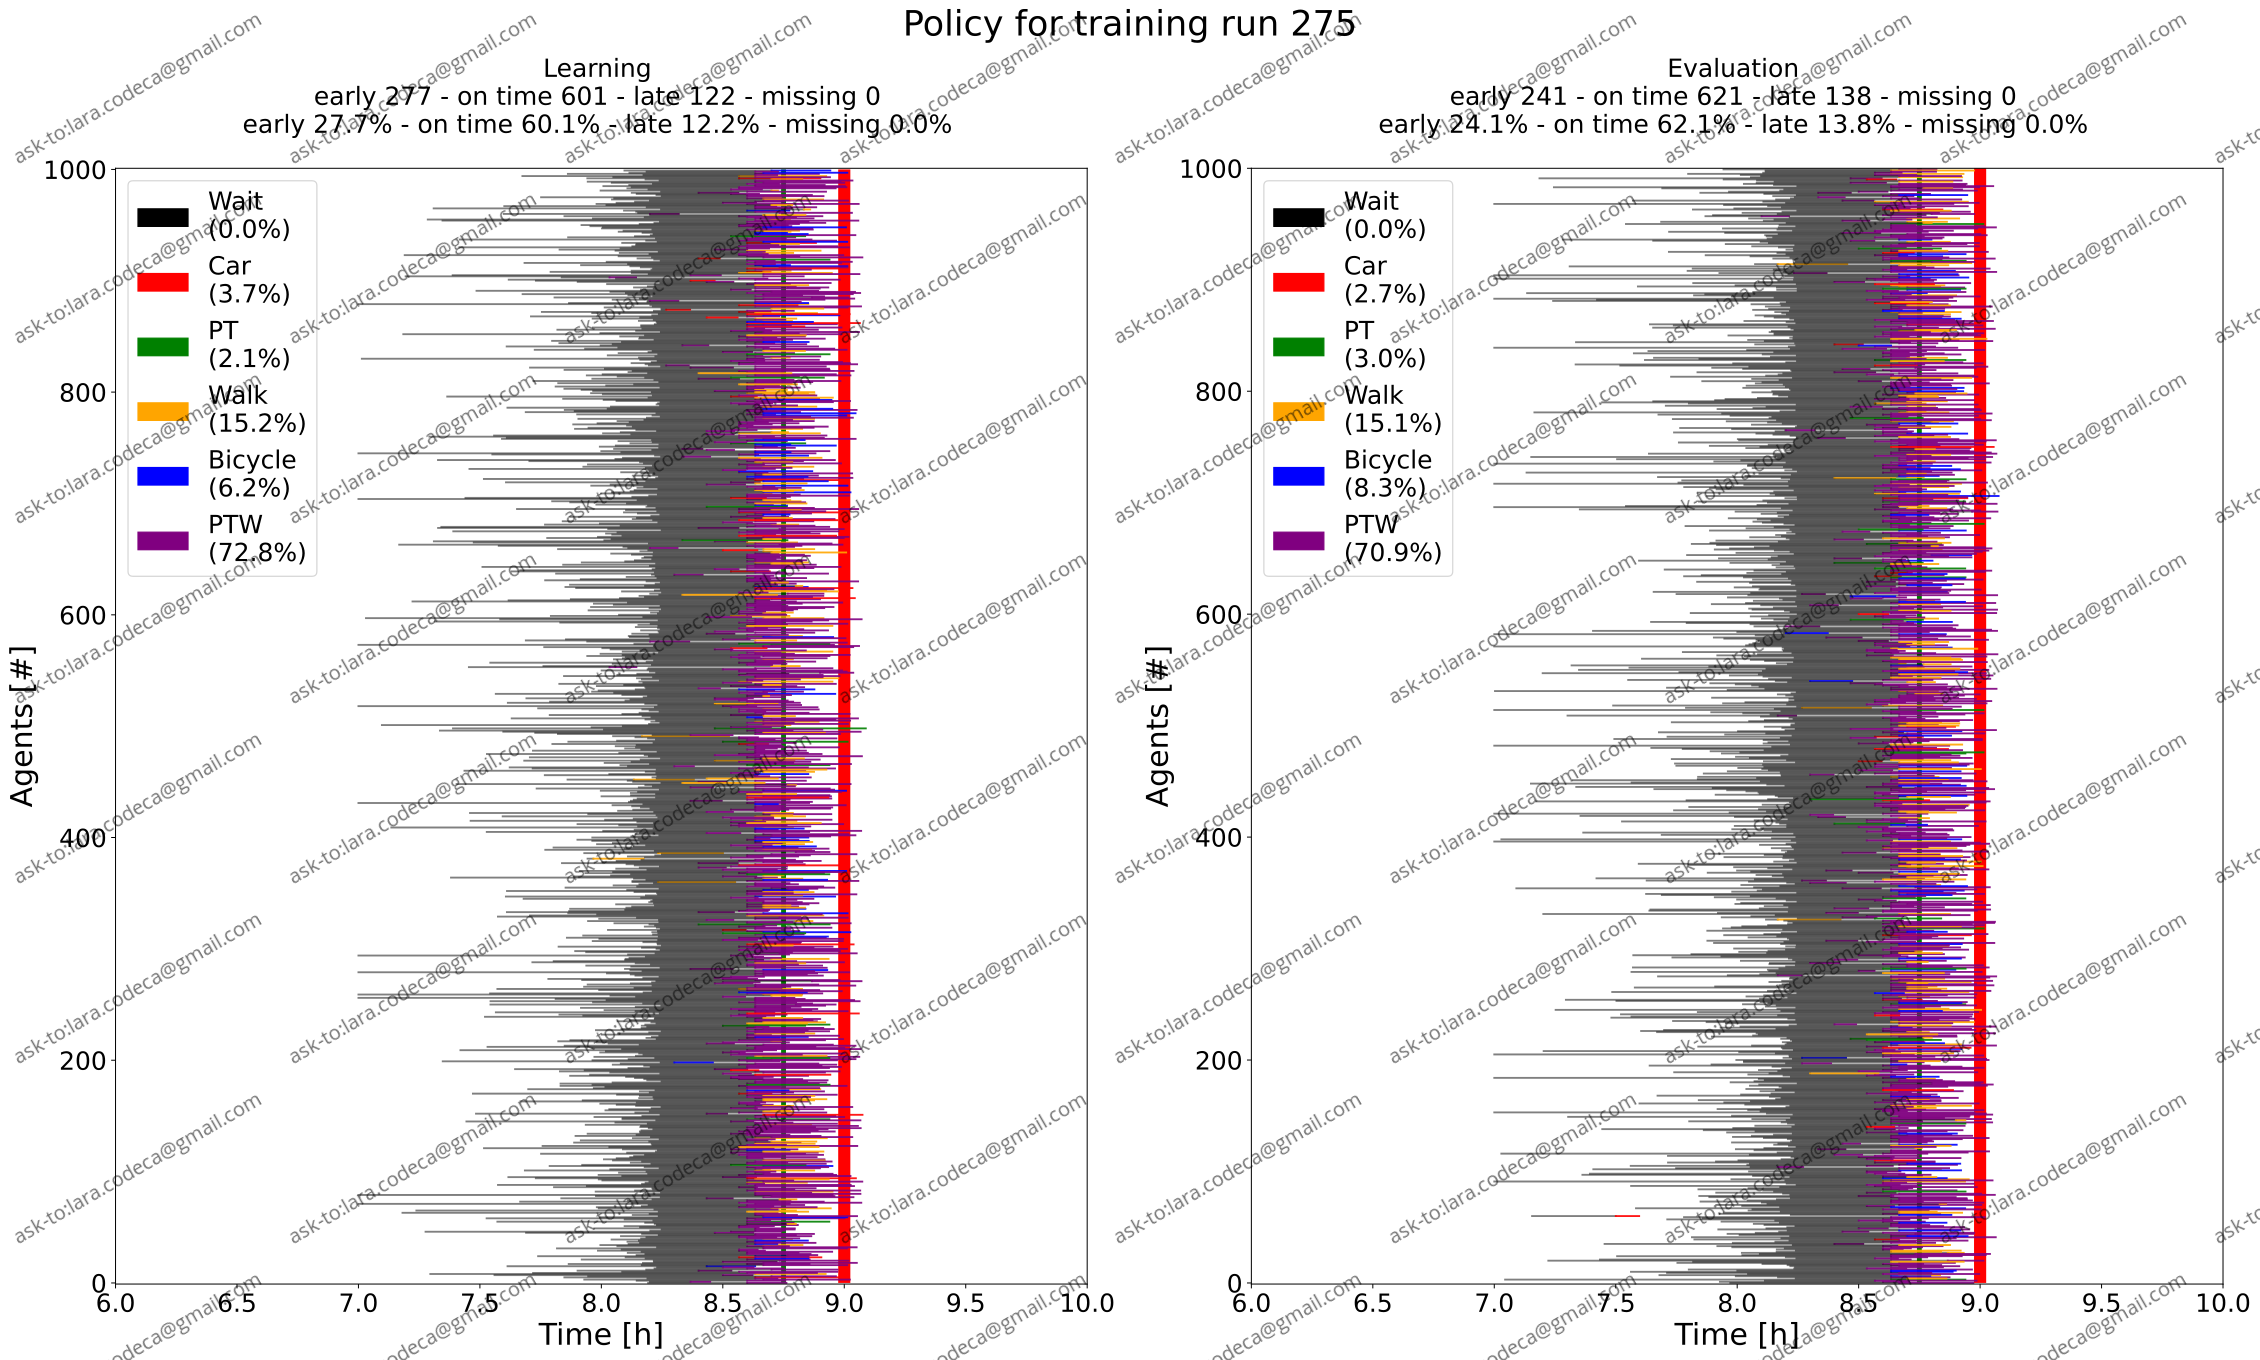 Policy for training run 275
Learning
early 277 - on time 601 - late 122 - missing 0
early 27.7% - on time 60.1% - late 12.2% - missing 0.0%
Wait
(0.0%)
Car
(3.7%)
PT
(2.1%)
Walk
(15.2%)
Bicycle
(6.2%)
PTW
(72.8%)
Agents [#]
1000
800
600
400
200
0
6.0 6.5 7.0 7.5 8.0 8.5 9.0 9.5 10.0
Time [h]
Evaluation
early 241 - on time 621 - late 138 - missing 0
early 24.1% - on time 62.1% - late 13.8% - missing 0.0%
Wait
(0.0%)
Car
(2.7%)
PT
(3.0%)
Walk
(15.1%)
Bicycle
(8.3%)
PTW
(70.9%)
Agents [#]
1000
800
600
400
200
0
6.0 6.5 7.0 7.5 8.0 8.5 9.0 9.5 10.0
Time [h]
ask-to:lara.codeca@gmail.com